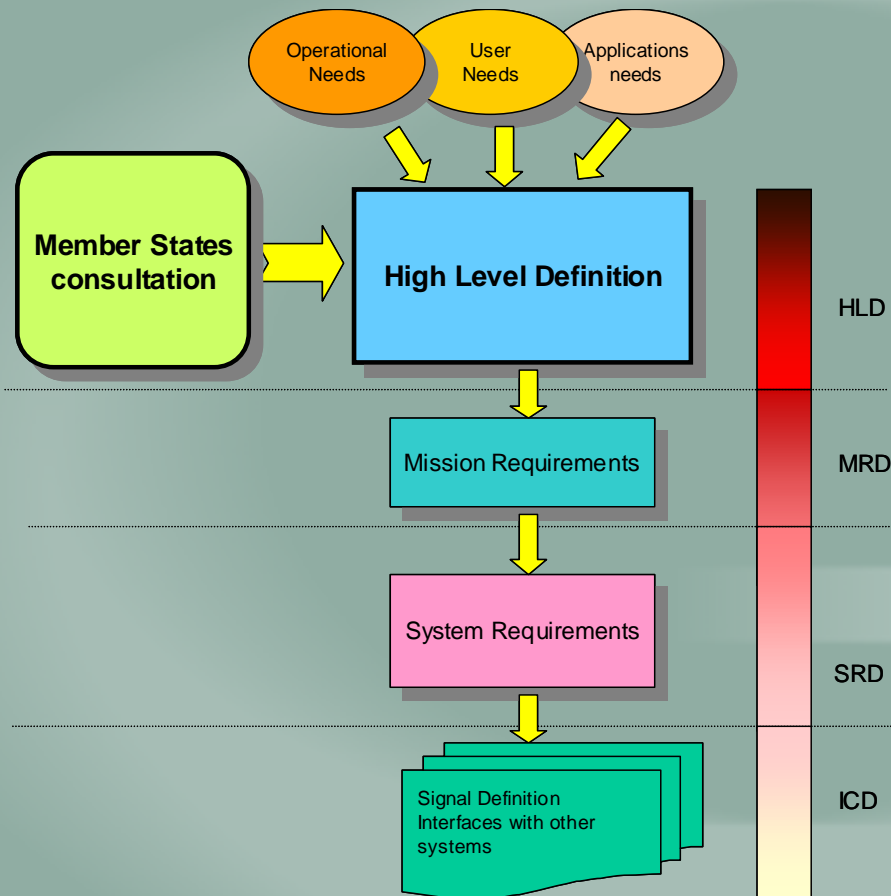 Operational
Needs
User
Needs
Applications
needs
Member States
consultation
High Level Definition
HLD
Mission Requirements
MRD
System Requirements
SRD
Signal Definition
Interfaces with other
systems
ICD